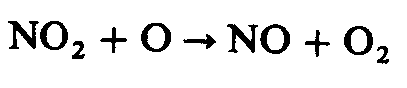 NO₂ + O → NO + O₂